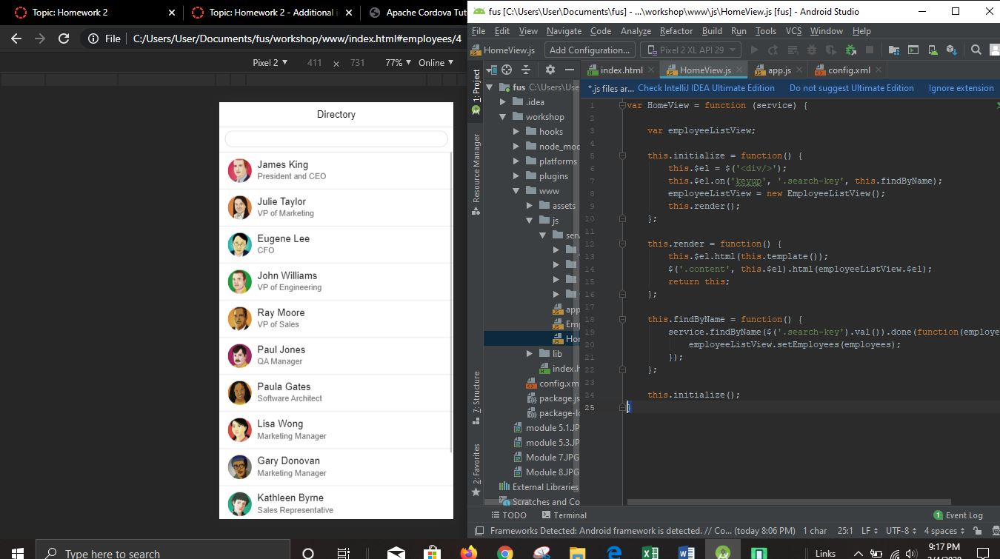 Topic: Homework 2
Topic: Homework 2 - Additional i
Apache Cordova Tut
File
C:/Users/User/Documents/fus/workshop/www/index.html#employees/4
Pixel 2 ▼ 411 x 731 77% ▼ Online ▼
Directory
James King
President and CEO
Julie Taylor
VP of Marketing
Eugene Lee
CFO
John Williams
VP of Engineering
Ray Moore
VP of Sales
Paul Jones
QA Manager
Paula Gates
Software Architect
Lisa Wong
Marketing Manager
Gary Donovan
Marketing Manager
Kathleen Byrne
Sales Representative
fus [C:\Users\User\Documents\fus] - ...\workshop\www\js\HomeView.js [fus] - Android Studio
File Edit View Navigate Code Analyze Refactor Build Run Tools VCS Window Help
HomeView.js Add Configuration... Pixel 2 XL API 29
index.html HomeView.js app.js config.xml
*.js files ar... Check IntelliJ IDEA Ultimate Edition Do not suggest Ultimate Edition Ignore extension
1: Project
Resource Manager
7: Structure
2: Favorites
fus C:\Users\Use
.idea
workshop
hooks
node_mod
platforms
plugins
www
assets
js
serv
app
Emp
Hom
lib
index.h
config.xm
package.js
package-lo
module 5.1.JP
module 5.3.JP
Module 7.JPG
Module 8.JPG
External Libraries
Scratches and Co
1 var HomeView = function (service) {
2
3 var employeeListView;
4
5 this.initialize = function() {
6 this.$el = $('<div/>');
7 this.$el.on('keyup', '.search-key', this.findByName);
8 employeeListView = new EmployeeListView();
9 this.render();
10 };
11
12 this.render = function() {
13 this.$el.html(this.template());
14 $('.content', this.$el).html(employeeListView.$el);
15 return this;
16 };
17
18 this.findByName = function() {
19 service.findByName($('.search-key').val()).done(function(employe
20 employeeListView.setEmployees(employees);
21 });
22 };
23
24 this.initialize();
25 }
TODO Terminal 1 Event Log
Frameworks Detected: Android framework is detected. // Co... (today 8:06 PM) 1 char 25:1 LF UTF-8 4 spaces
Type here to search
Links
9:17 PM